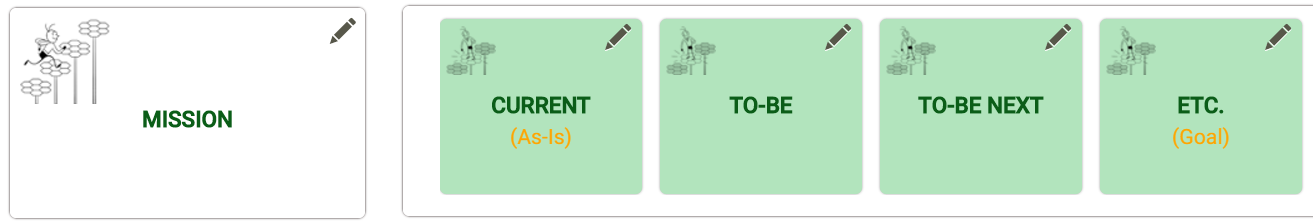 MISSION
CURRENT
(As-Is)
TO-BE
TO-BE NEXT
ETC.
(Goal)